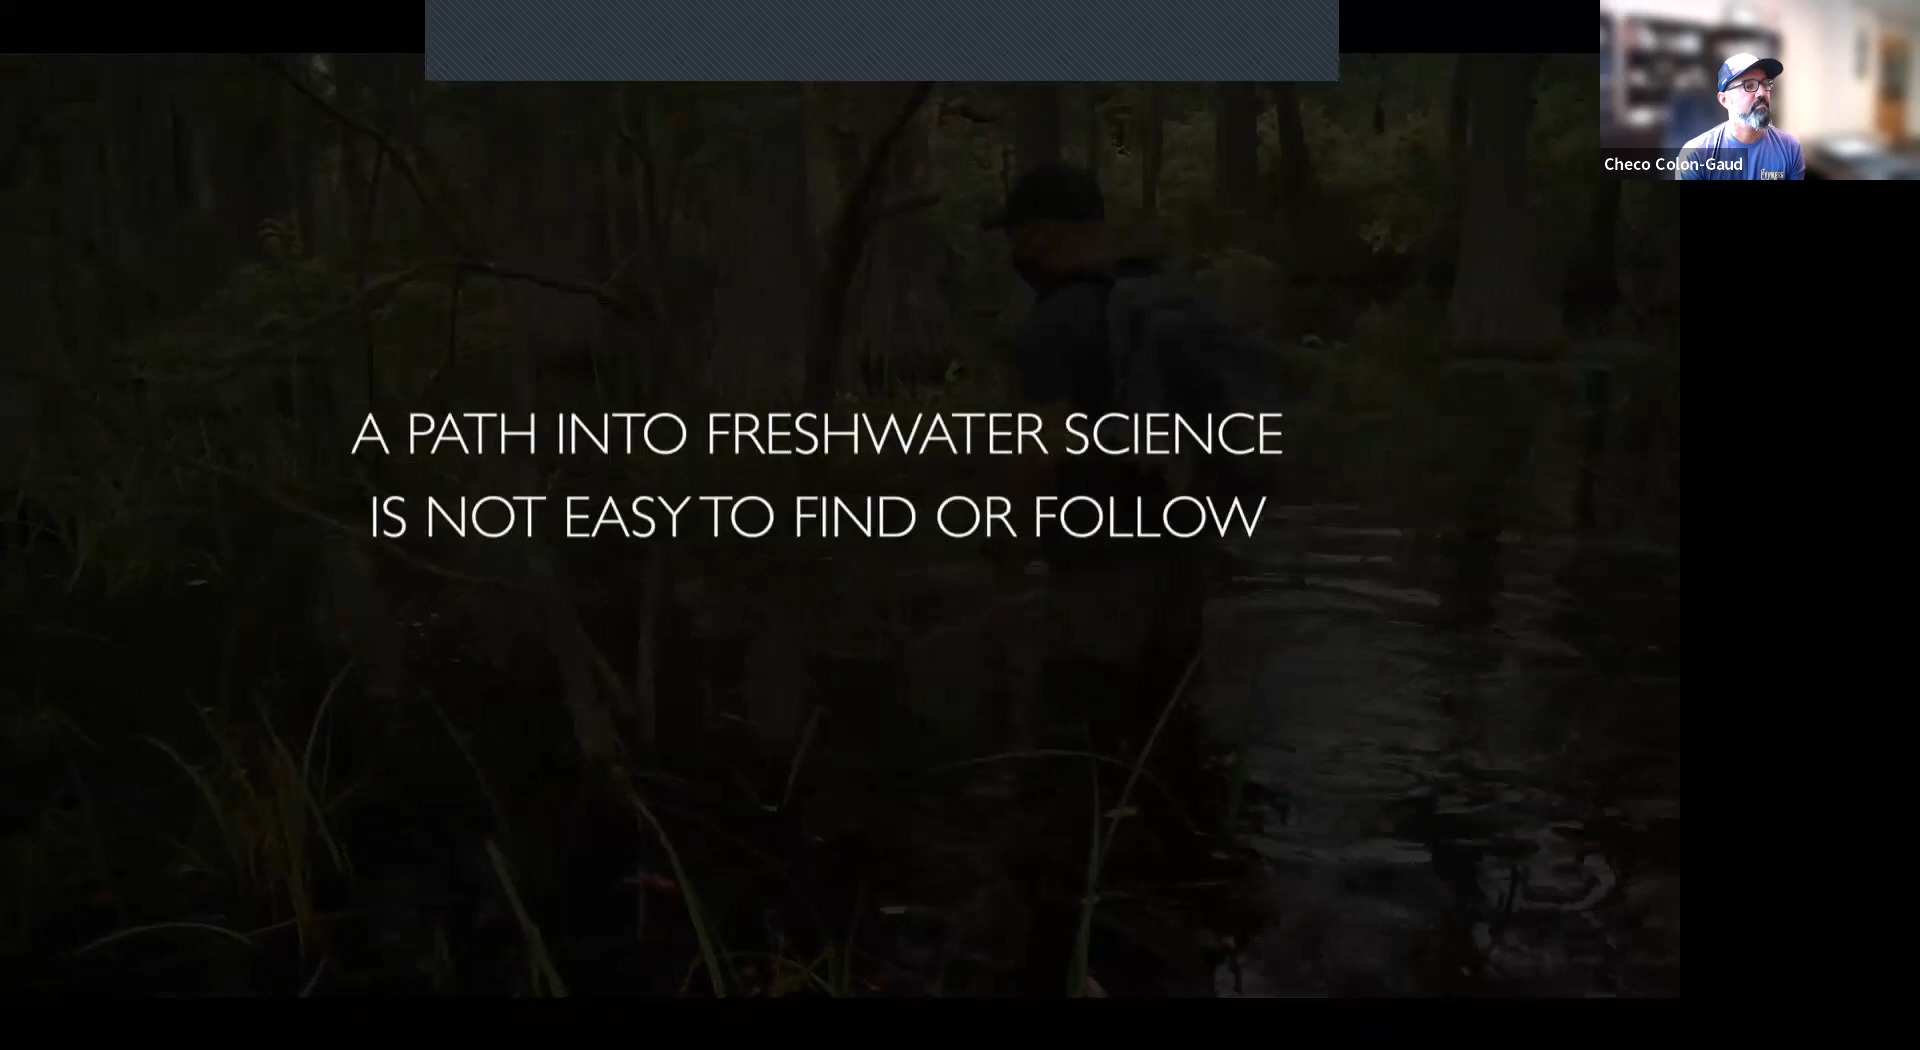 A PATH INTO FRESHWATER SCIENCE
IS NOT EASY TO FIND OR FOLLOW
Checo Colon-Gaud